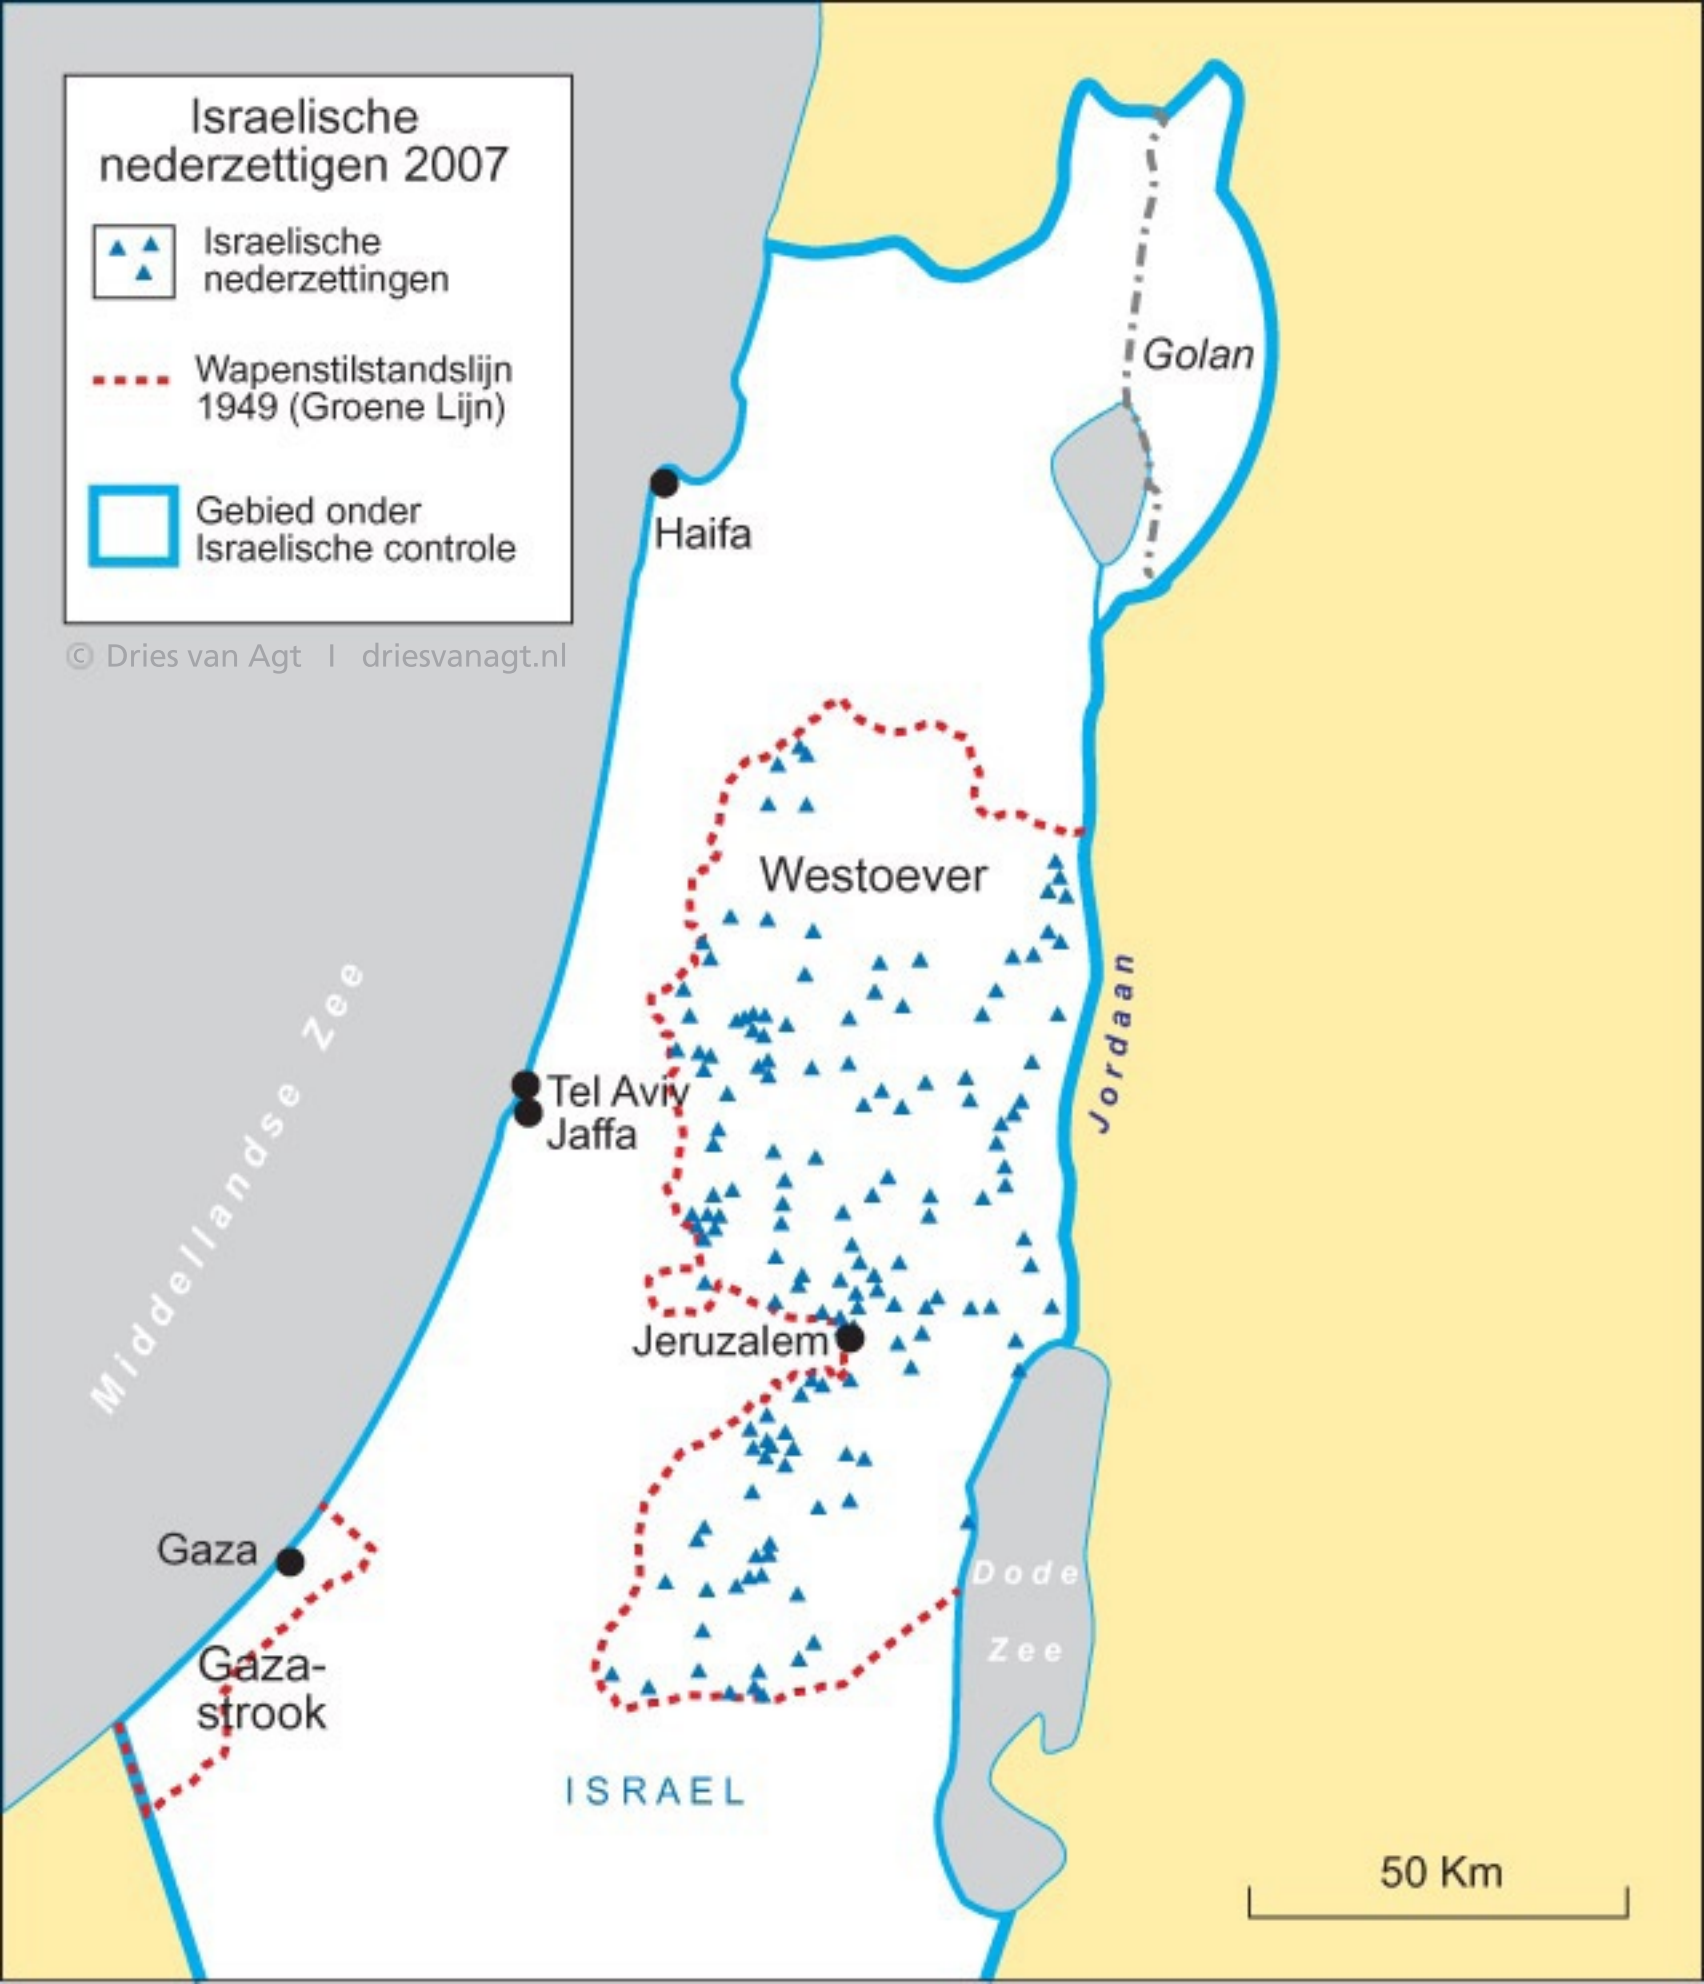 Israelische
nederzettigen 2007
Israelische
nederzettingen
Wapenstilstandslijn
1949 (Groene Lijn)
Gebied onder
Israelische controle
© Dries van Agt I driesvanagt.nl
Golan
Haifa
Westoever
Middellandse Zee
Jordaan
Tel Aviv
Jaffa
Jeruzalem
Gaza
Dode
Zee
Gaza-
strook
ISRAEL
50 Km